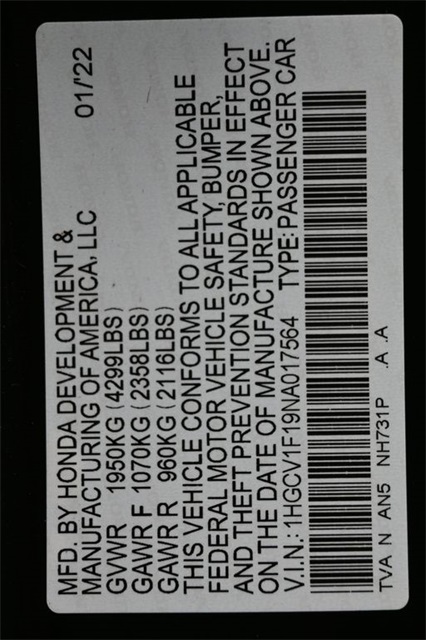 MFD. BY HONDA DEVELOPMENT &
MANUFACTURING OF AMERICA, LLC 01/'22
GVWR 1950KG (4299LBS)
GAWR F 1070KG (2358LBS)
GAWR R 960KG (2116LBS)
THIS VEHICLE CONFORMS TO ALL APPLICABLE
FEDERAL MOTOR VEHICLE SAFETY, BUMPER,
AND THEFT PREVENTION STANDARDS IN EFFECT
ON THE DATE OF MANUFACTURE SHOWN ABOVE.
V.I.N.: 1HGCV1F19NA017564 TYPE: PASSENGER CAR
TVA N AN5 NH731P .A .A